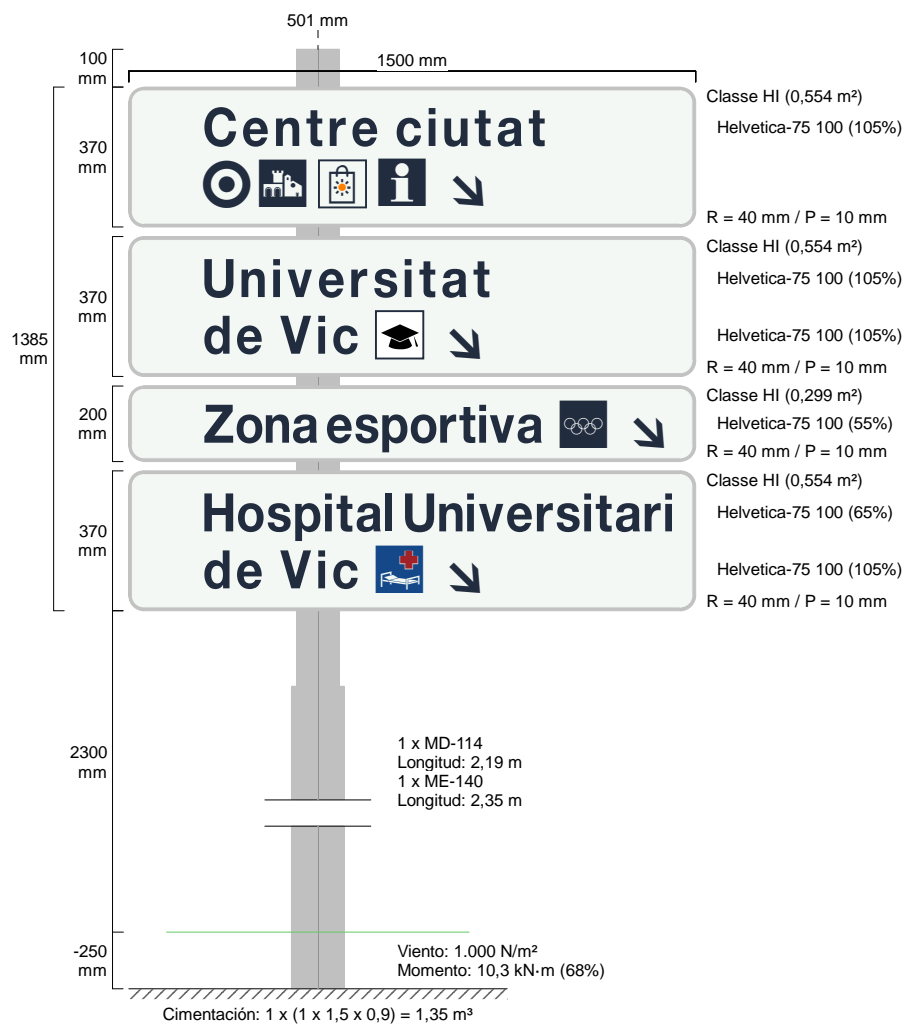 501 mm
100
mm
1500 mm
Classe HI (0,554 m²)
Centre ciutat
Helvetica-75 100 (105%)
370
mm
R = 40 mm / P = 10 mm
Classe HI (0,554 m²)
Universitat
Helvetica-75 100 (105%)
370
mm
de Vic
Helvetica-75 100 (105%)
R = 40 mm / P = 10 mm
1385
mm
Classe HI (0,299 m²)
200
mm
Zona esportiva
Helvetica-75 100 (55%)
R = 40 mm / P = 10 mm
Classe HI (0,554 m²)
Hospital Universitari
Helvetica-75 100 (65%)
370
mm
de Vic
Helvetica-75 100 (105%)
R = 40 mm / P = 10 mm
2300
mm
1 x MD-114
Longitud: 2,19 m
1 x ME-140
Longitud: 2,35 m
-250
mm
Viento: 1.000 N/m²
Momento: 10,3 kN·m (68%)
Cimentación: 1 x (1 x 1,5 x 0,9) = 1,35 m³